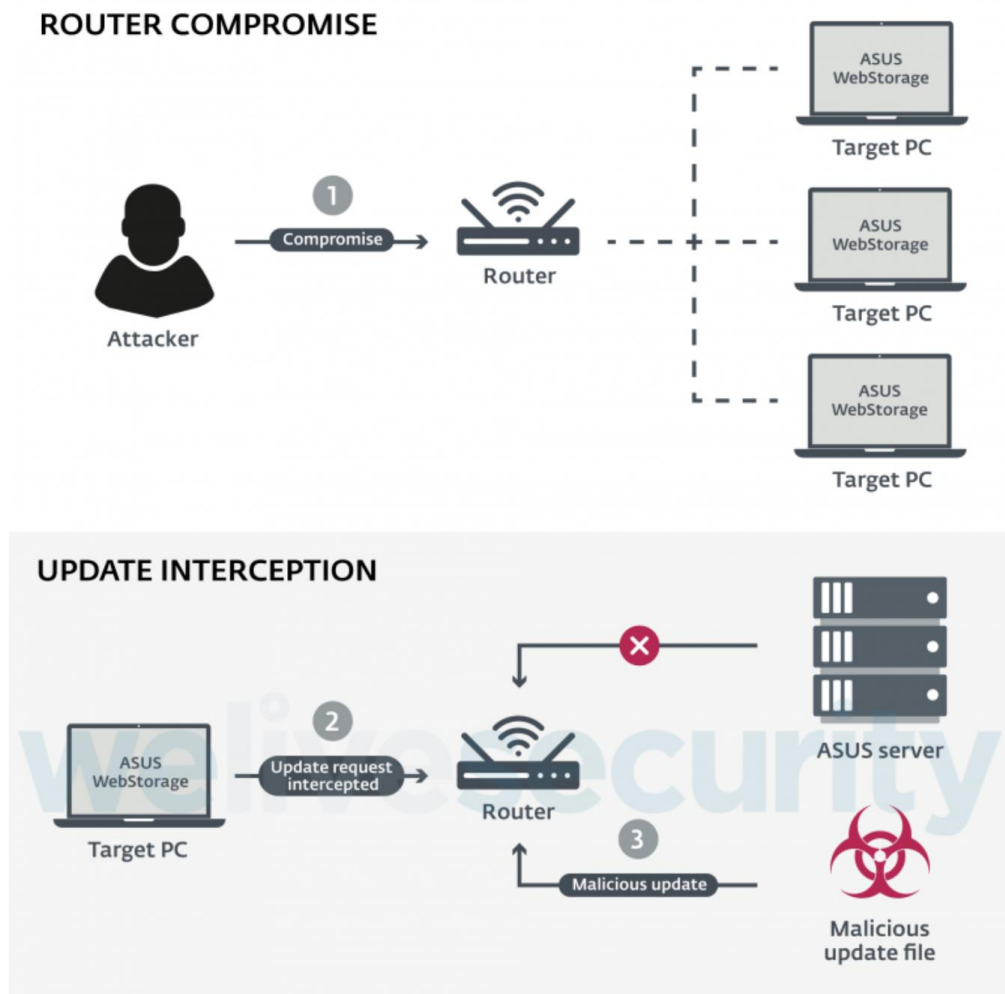 ROUTER COMPROMISE
ASUS
WebStorage
Target PC
1
Compromise
Attacker
Router
ASUS
WebStorage
Target PC
ASUS
WebStorage
Target PC
UPDATE INTERCEPTION
ASUS server
2
ASUS
WebStorage
Target PC
Update request
intercepted
Router
3
Malicious update
Malicious
update file
welivesecurity